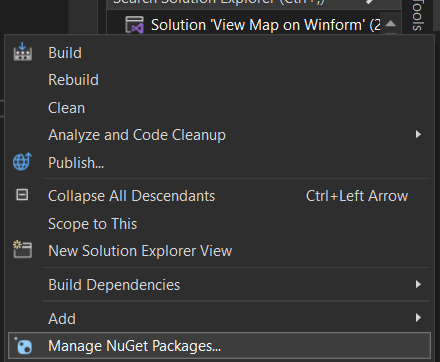 Search Solution Explorer (Ctrl+;)
Solution 'View Map on Winform' (2
Tools
Build
Rebuild
Clean
Analyze and Code Cleanup
Publish...
Collapse All Descendants Ctrl+Left Arrow
Scope to This
New Solution Explorer View
Build Dependencies
Add
Manage NuGet Packages...